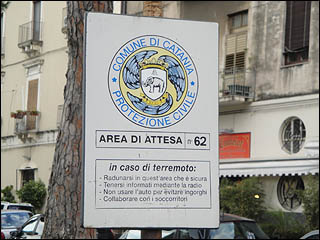 COMUNE DI CATANIA
PROTEZIONE CIVILE
AREA DI ATTESA n° 62
in caso di terremoto:
- Radunarsi in quest'area che è sicura
- Tenersi informati mediante la radio
- Non usare l'auto per evitare ingorghi
- Collaborare con i soccorritori